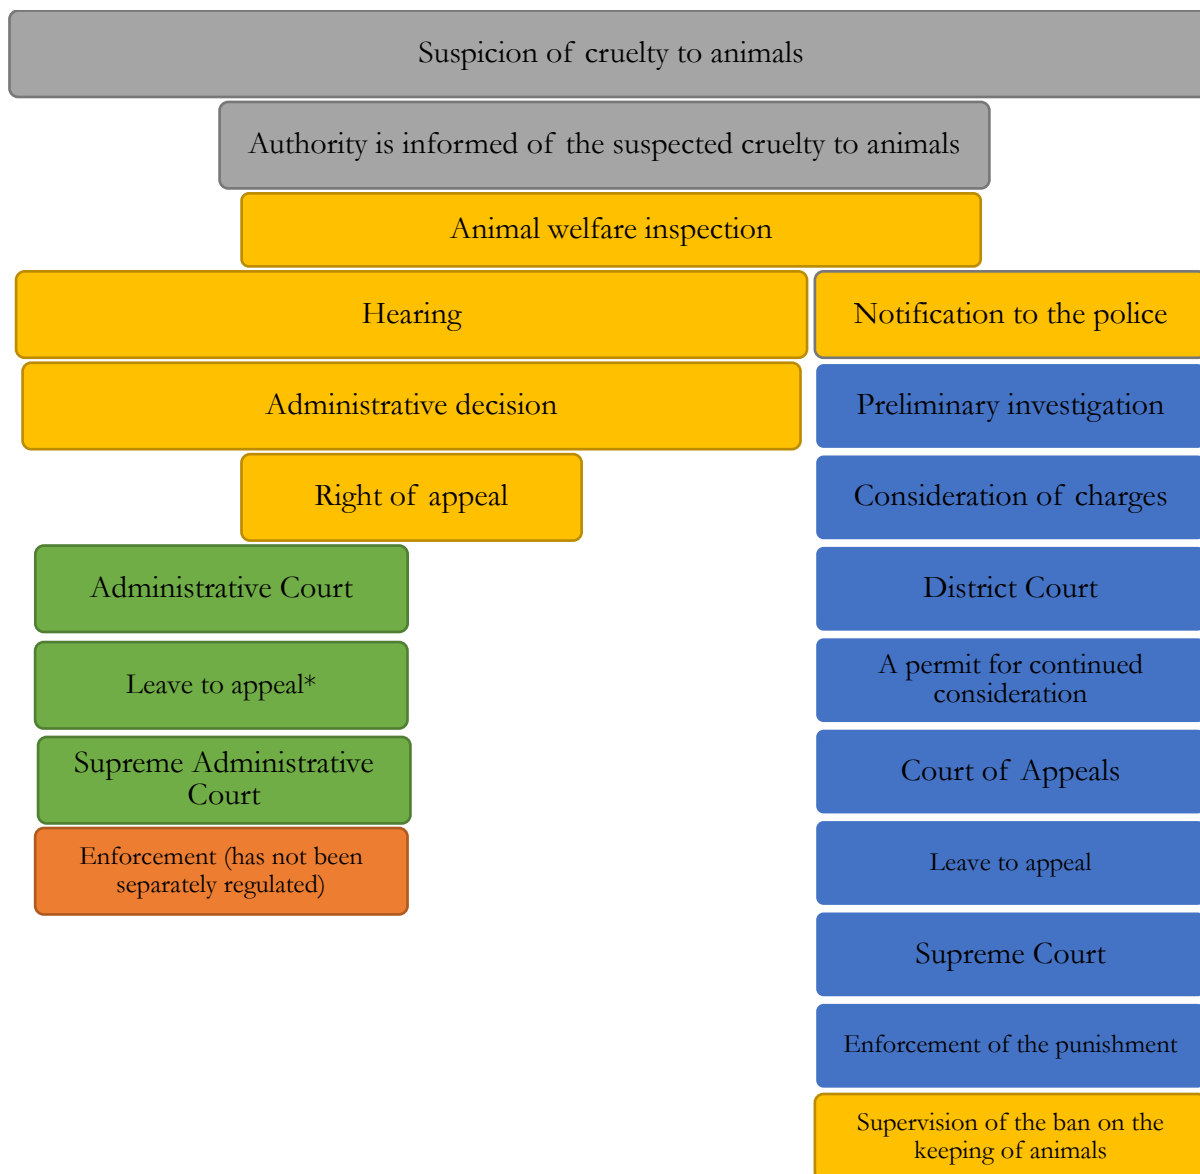 Suspicion of cruelty to animals
Authority is informed of the suspected cruelty to animals
Animal welfare inspection
Hearing
Notification to the police
Administrative decision
Preliminary investigation
Right of appeal
Consideration of charges
Administrative Court
District Court
Leave to appeal*
A permit for continued
consideration
Supreme Administrative
Court
Court of Appeals
Enforcement (has not been
separately regulated)
Leave to appeal
Supreme Court
Enforcement of the punishment
Supervision of the ban on the
keeping of animals